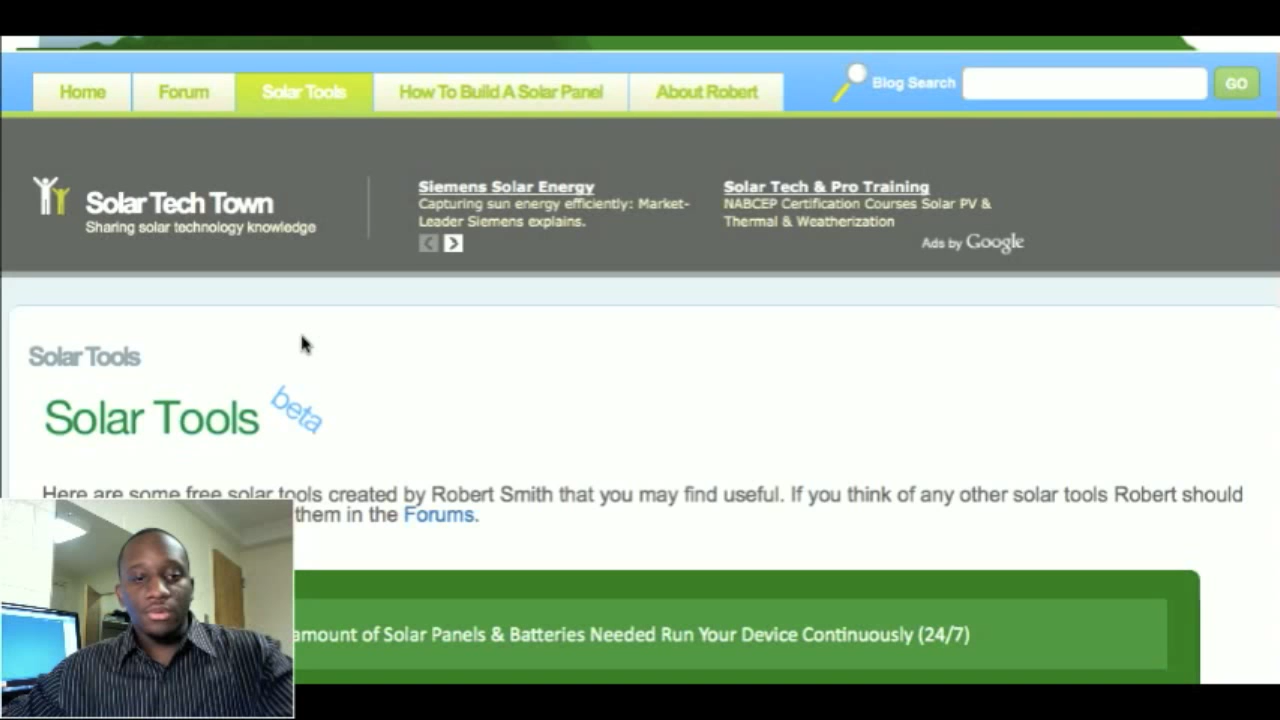 Home
Forum
Solar Tools
How To Build A Solar Panel
About Robert
Blog Search
GO
Solar Tech Town
Sharing solar technology knowledge
Siemens Solar Energy
Capturing sun energy efficiently: Market-
Leader Siemens explains.
Solar Tech & Pro Training
NABCEP Certification Courses Solar PV &
Thermal & Weatherization
Ads by Google
Solar Tools
Solar Tools beta
Here are some free solar tools created by Robert Smith that you may find useful. If you think of any other solar tools Robert should
them in the Forums.
amount of Solar Panels & Batteries Needed Run Your Device Continuously (24/7)